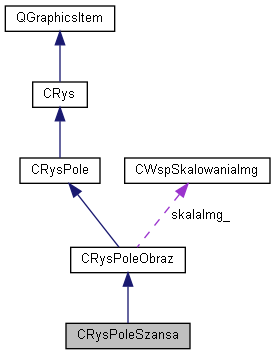 QGraphicsItem
CRys
CRysPole
CWspSkalowaniaImg
skalaImg_
CRysPoleObraz
CRysPoleSzansa